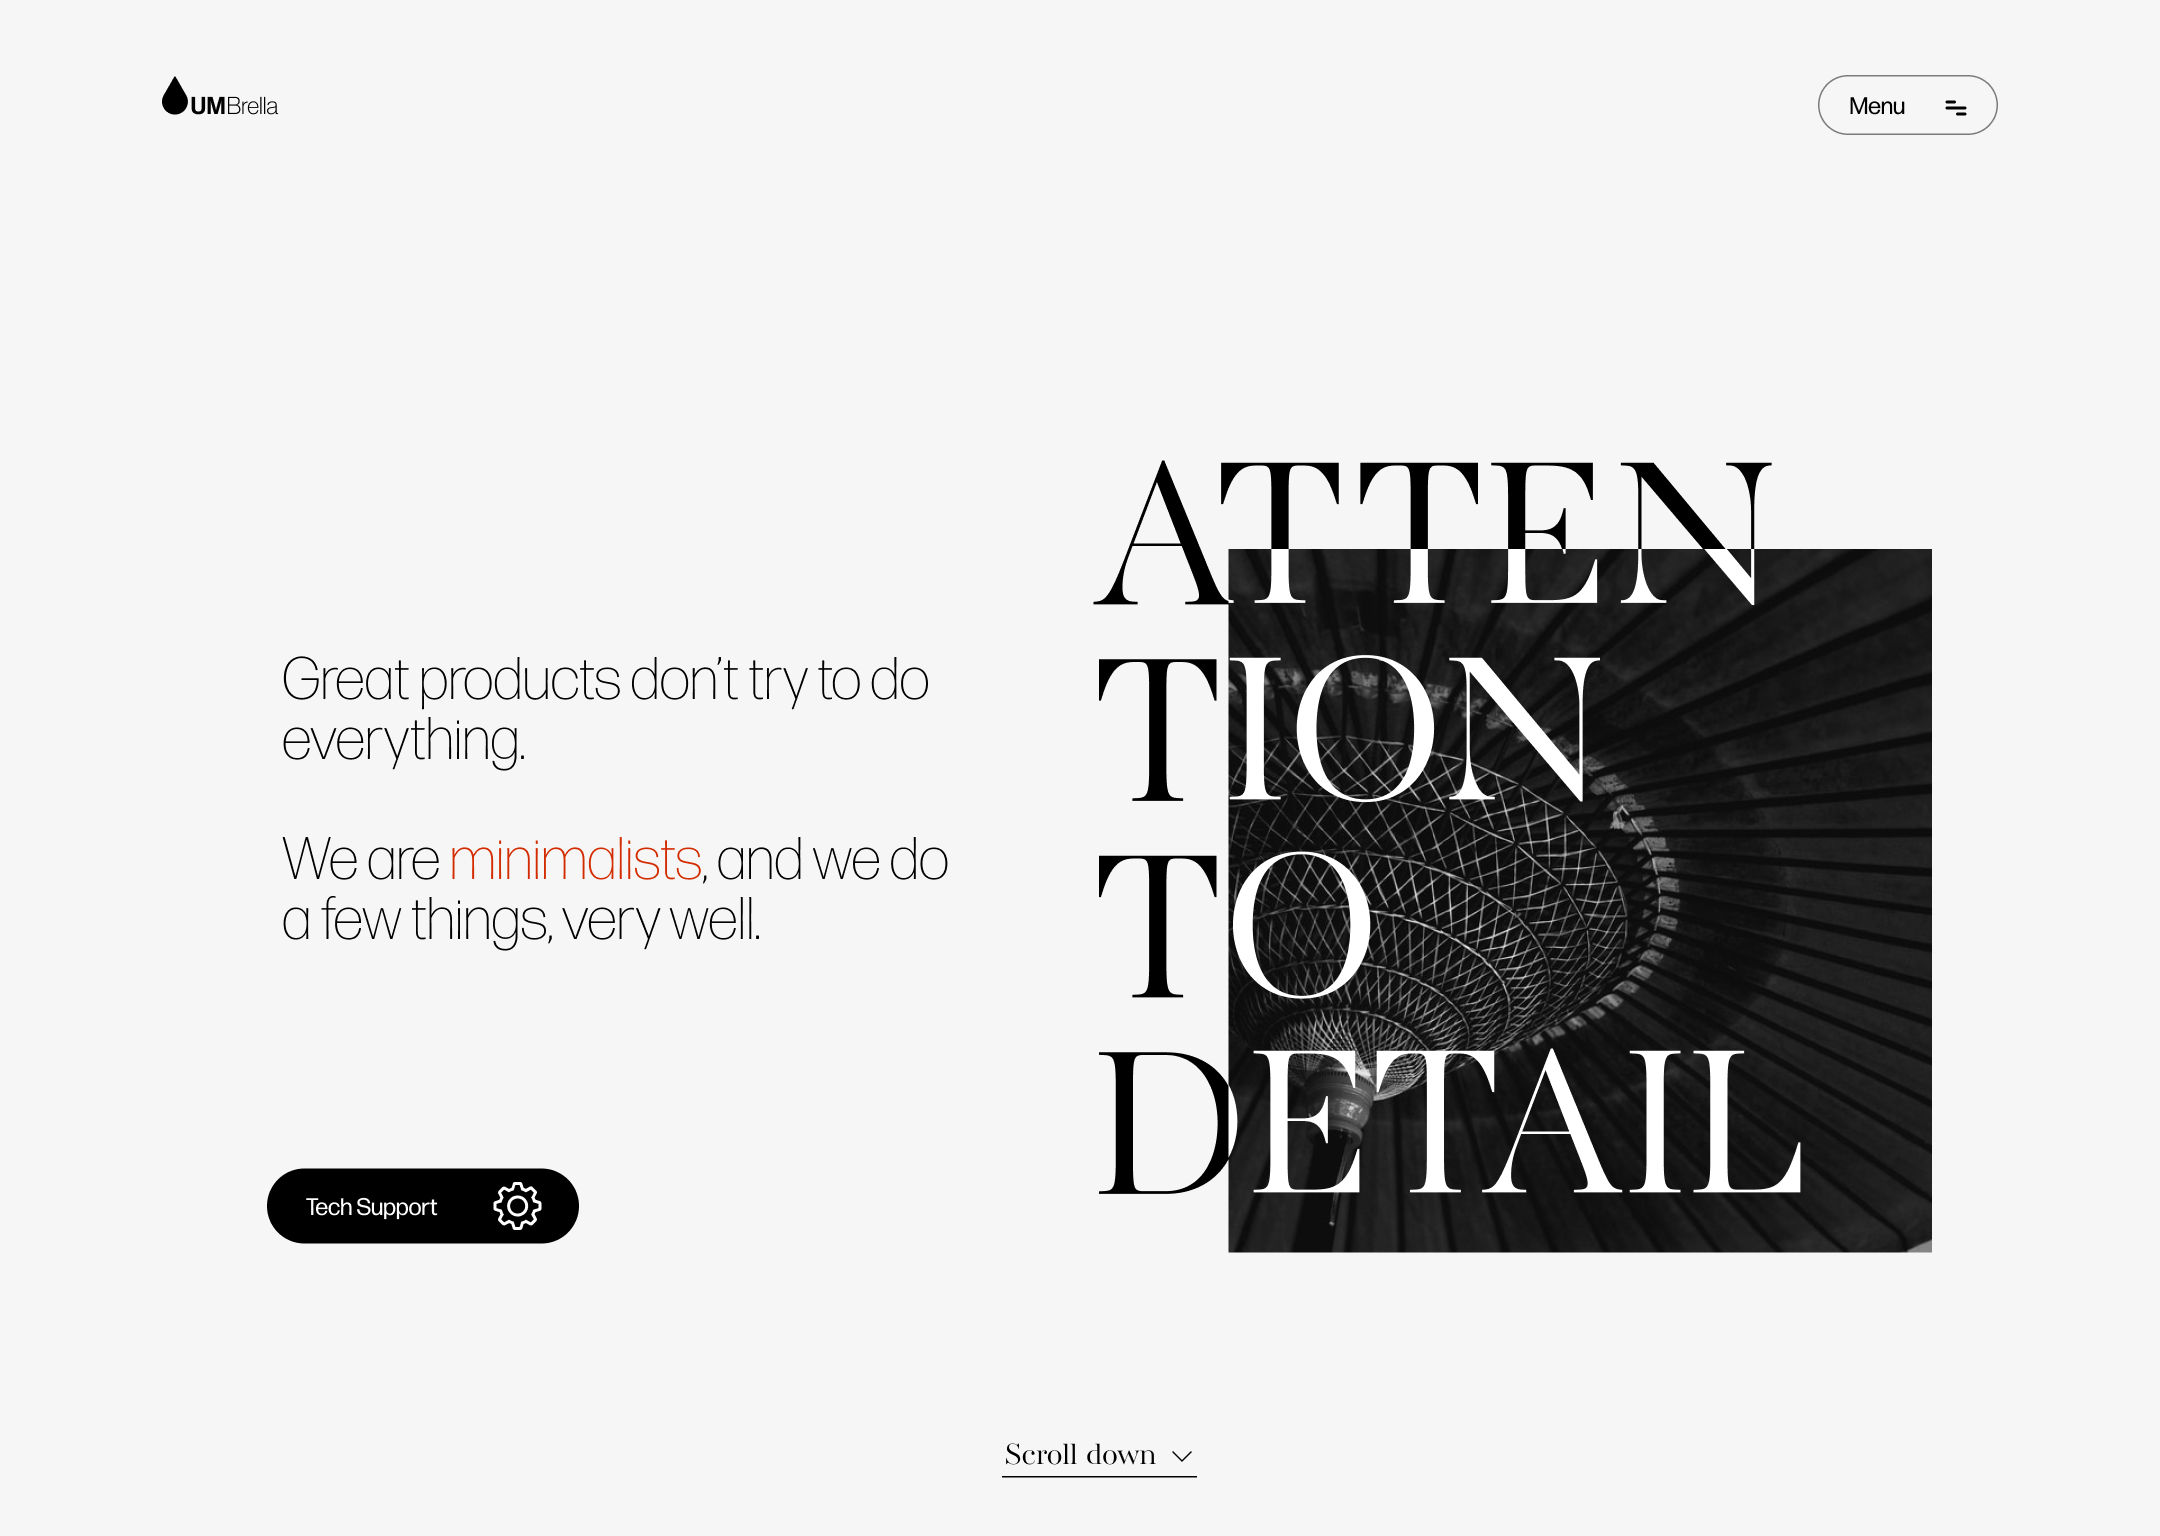 UMBrella
Menu
ATTEN
TION
TO
DETAIL
Great products don’t try to do
everything.
We are minimalists, and we do
a few things, very well.
Tech Support
Scroll down